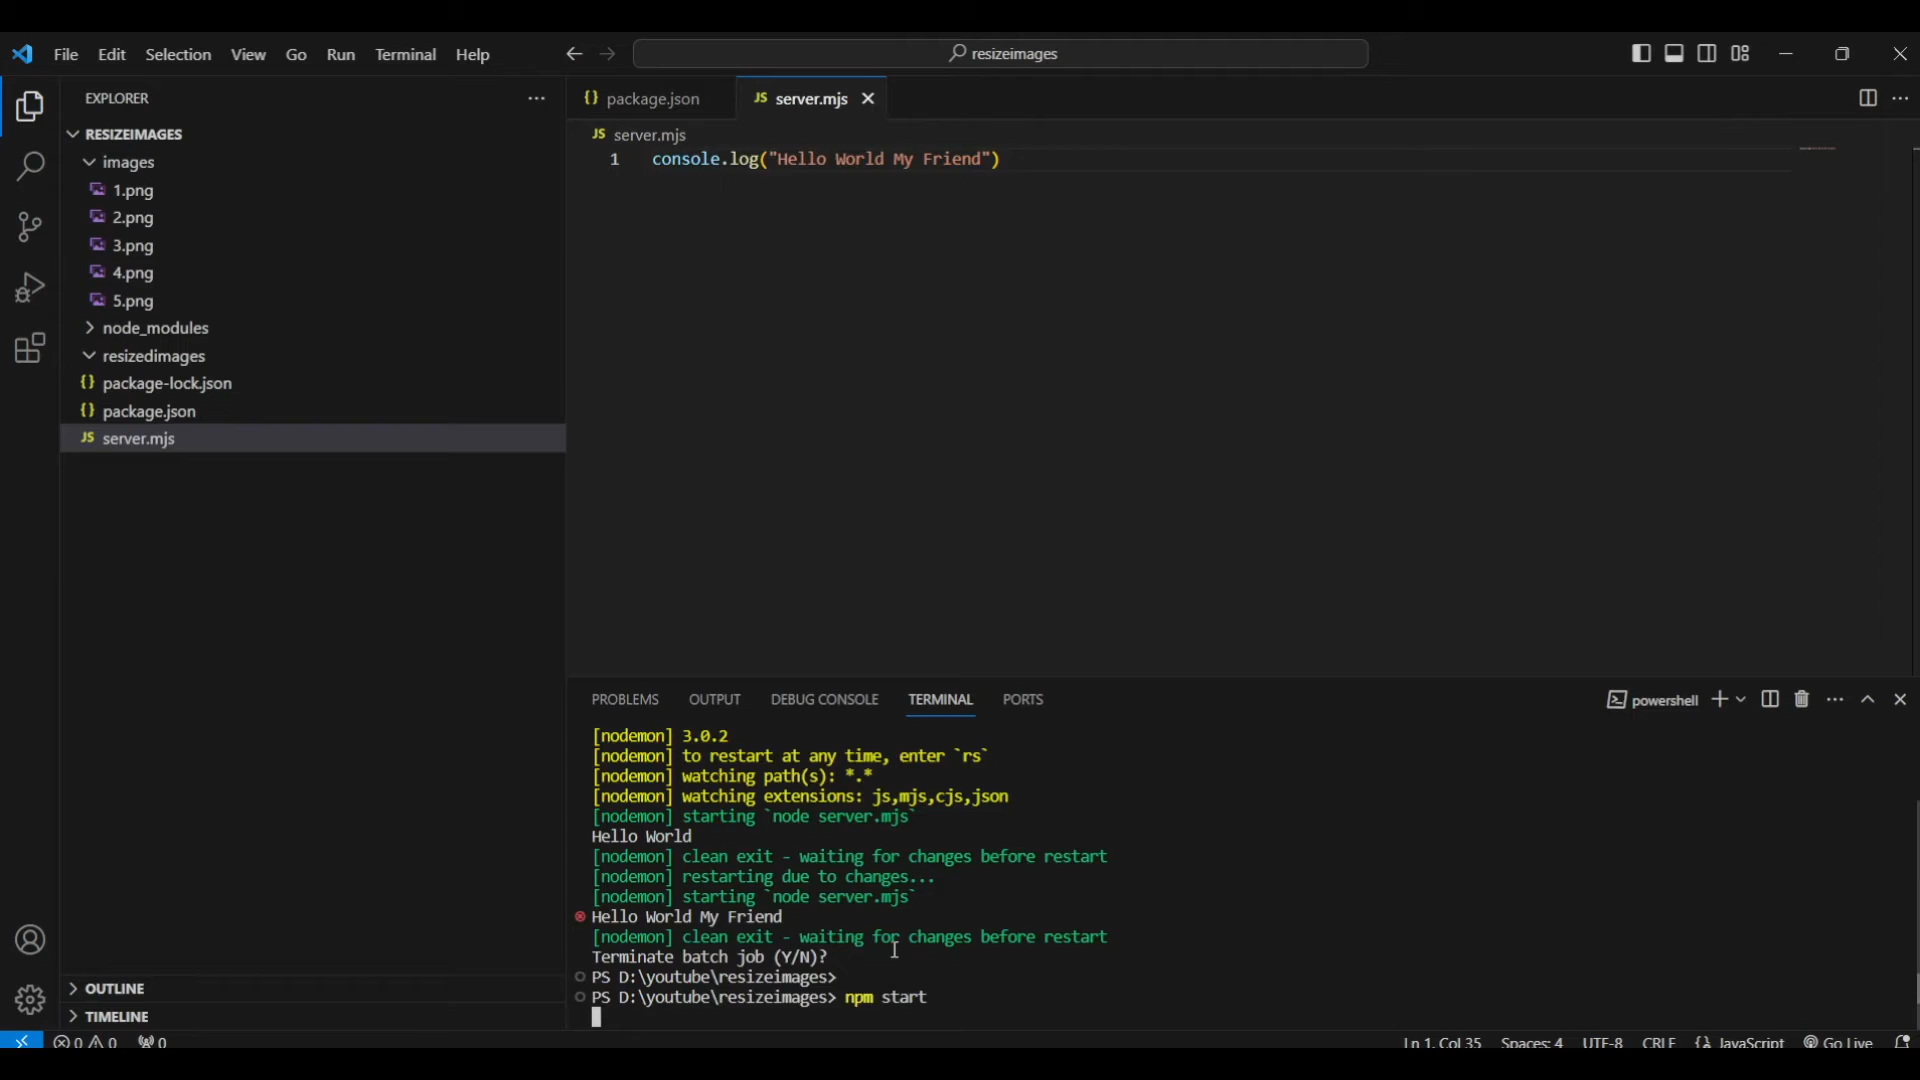 File Edit Selection View Go Run Terminal Help
resizeimages
EXPLORER
RESIZEIMAGES
images
1.png
2.png
3.png
4.png
5.png
node_modules
resizedimages
{} package-lock.json
{} package.json
JS server.mjs
OUTLINE
TIMELINE
{} package.json JS server.mjs
JS server.mjs
1 console.log("Hello World My Friend")
PROBLEMS OUTPUT DEBUG CONSOLE TERMINAL PORTS
powershell
[nodemon] 3.0.2
[nodemon] to restart at any time, enter `rs`
[nodemon] watching path(s): *.*
[nodemon] watching extensions: js,mjs,cjs,json
[nodemon] starting `node server.mjs`
Hello World
[nodemon] clean exit - waiting for changes before restart
[nodemon] restarting due to changes...
[nodemon] starting `node server.mjs`
Hello World My Friend
[nodemon] clean exit - waiting for changes before restart
Terminate batch job (Y/N)?
PS D:\youtube\resizeimages>
PS D:\youtube\resizeimages> npm start
0 0 0 Ln 1, Col 35 Spaces: 4 UTF-8 CRLF {} JavaScript Go Live